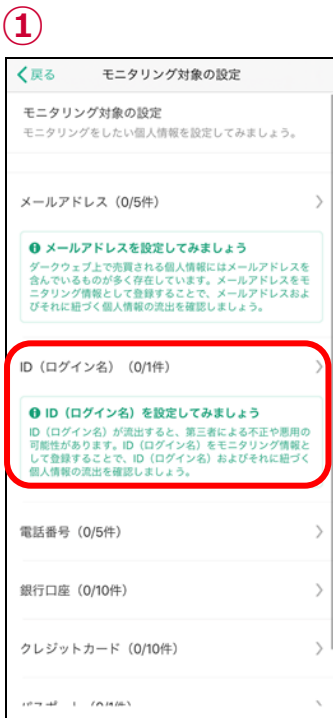 ①
戻る モニタリング対象の設定
モニタリング対象の設定
モニタリングをしたい個人情報を設定してみましょう。
メールアドレス（0/5件）
メールアドレスを設定してみましょう
ダークウェブ上で売買される個人情報にはメールアドレスを
含んでいるものが多く存在しています。メールアドレスをモ
ニタリング情報として登録することで、メールアドレスおよ
びそれに紐づく個人情報の流出を確認しましょう。
ID（ログイン名）（0/1件）
ID（ログイン名）を設定してみましょう
ID（ログイン名）が流出すると、第三者による不正や悪用の
可能性があります。ID（ログイン名）をモニタリング情報と
して登録することで、ID（ログイン名）およびそれに紐づく
個人情報の流出を確認しましょう。
電話番号（0/5件）
銀行口座（0/10件）
クレジットカード（0/10件）